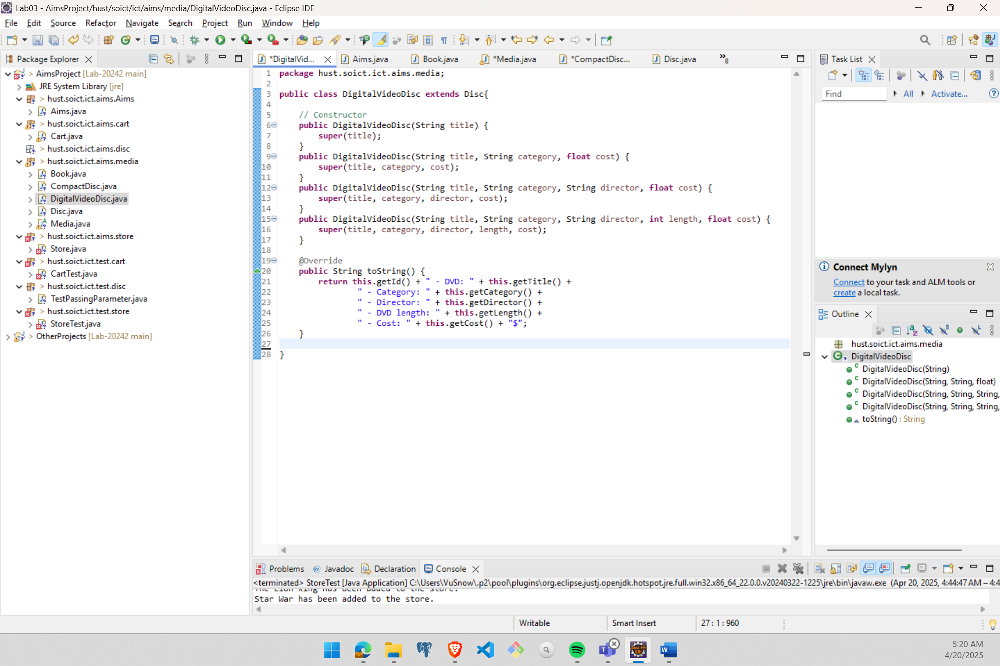 Lab03 - AimsProject/hust/soict/ict/aims/media/DigitalVideoDisc.java - Eclipse IDE
File Edit Source Refactor Navigate Search Project Run Window Help
Package Explorer
> AimsProject [Lab-20242 main]
JRE System Library [jre]
> hust.soict.ict.aims.Aims
Aims.java
> hust.soict.ict.aims.cart
Cart.java
> hust.soict.ict.aims.disc
> hust.soict.ict.aims.media
Book.java
CompactDisc.java
DigitalVideoDisc.java
Disc.java
Media.java
> hust.soict.ict.aims.store
Store.java
> hust.soict.ict.test.cart
CartTest.java
> hust.soict.ict.test.disc
TestPassingParameter.java
> hust.soict.ict.test.store
StoreTest.java
> OtherProjects [Lab-20242 main]
*DigitalVid... Aims.java Book.java *Media.java *CompactDisc... Disc.java »8
1 package hust.soict.ict.aims.media;
2
3 public class DigitalVideoDisc extends Disc{
4
5 // Constructor
6 public DigitalVideoDisc(String title) {
7 super(title);
8 }
9 public DigitalVideoDisc(String title, String category, float cost) {
10 super(title, category, cost);
11 }
12 public DigitalVideoDisc(String title, String category, String director, float cost) {
13 super(title, category, director, cost);
14 }
15 public DigitalVideoDisc(String title, String category, String director, int length, float cost) {
16 super(title, category, director, length, cost);
17 }
18
19 @Override
20 public String toString() {
21 return this.getId() + " - DVD: " + this.getTitle() +
22 " - Category: " + this.getCategory() +
23 " - Director: " + this.getDirector() +
24 " - DVD length: " + this.getLength() +
25 " - Cost: " + this.getCost() + "$";
26 }
27
28 }
Task List
Find All Activate...
Connect Mylyn
Connect to your task and ALM tools or
create a local task.
Outline
hust.soict.ict.aims.media
DigitalVideoDisc
DigitalVideoDisc(String)
DigitalVideoDisc(String, String, float)
DigitalVideoDisc(String, String, String,
DigitalVideoDisc(String, String, String,
toString() : String
Problems Javadoc Declaration Console
<terminated> StoreTest [Java Application] C:\Users\VuSnow\.p2\pool\plugins\org.eclipse.justj.openjdk.hotspot.jre.full.win32.x86_64_22.0.0.v20240322-1225\jre\bin\javaw.exe (Apr 20, 2025, 4:44:47 AM – 4:4
The Lion King has been added to the store.
Star War has been added to the store.
Writable Smart Insert 27 : 1 : 960
5:20 AM
4/20/2025